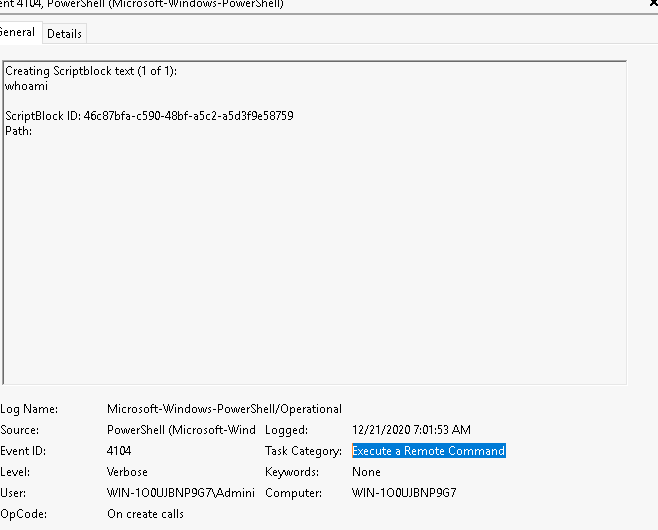 ent 4104, PowerShell (Microsoft-Windows-PowerShell)
General Details
Creating Scriptblock text (1 of 1):
whoami
ScriptBlock ID: 46c87bfa-c590-48bf-a5c2-a5d3f9e58759
Path:
Log Name: Microsoft-Windows-PowerShell/Operational
Source: PowerShell (Microsoft-Wind Logged: 12/21/2020 7:01:53 AM
Event ID: 4104 Task Category: Execute a Remote Command
Level: Verbose Keywords: None
User: WIN-1O0UJJBNP9G7\Admini Computer: WIN-1O0UJJBNP9G7
OpCode: On create calls